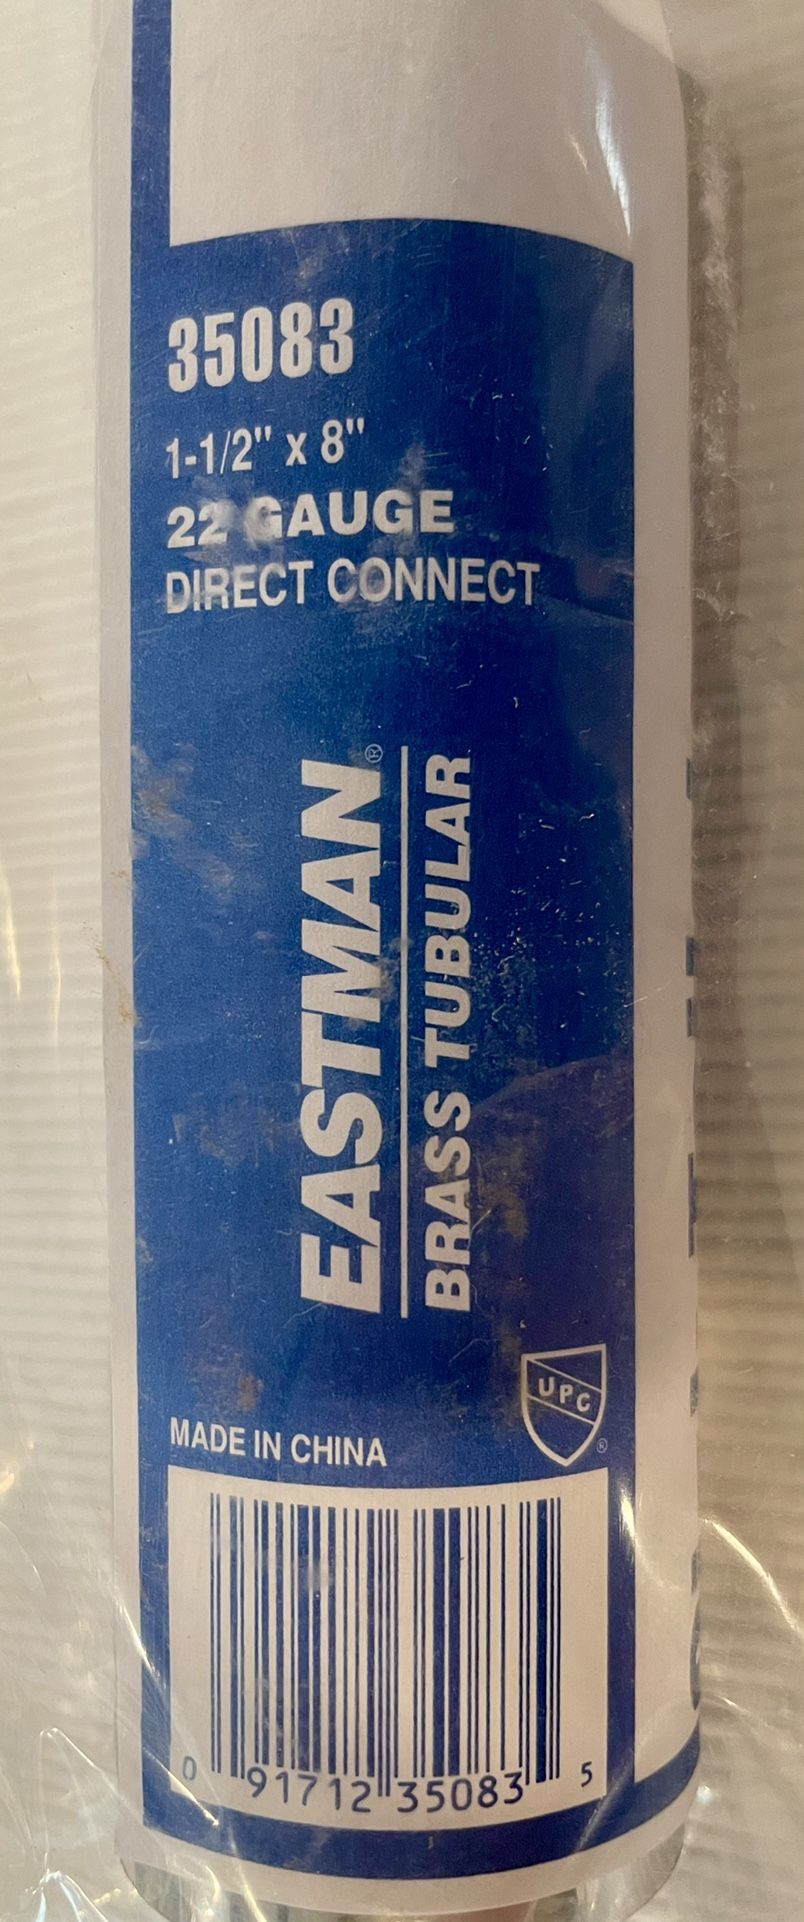 35083
1-1/2" x 8"
22 GAUGE
DIRECT CONNECT
EASTMAN®
BRASS TUBULAR
UPC
®
MADE IN CHINA
0 91712 35083 5